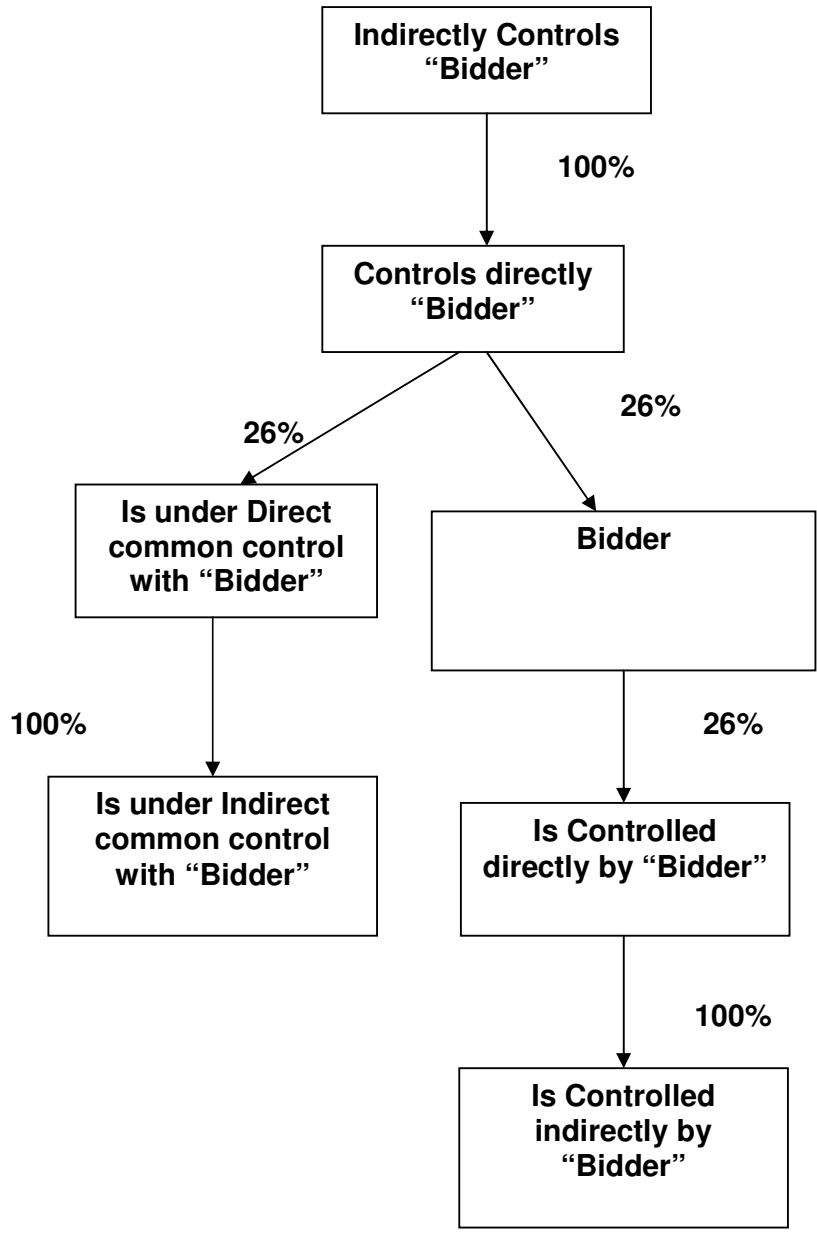 Indirectly Controls
“Bidder”
100%
Controls directly
“Bidder”
26%
26%
Is under Direct
common control
with “Bidder”
Bidder
100%
26%
Is under Indirect
common control
with “Bidder”
Is Controlled
directly by “Bidder”
100%
Is Controlled
indirectly by
“Bidder”